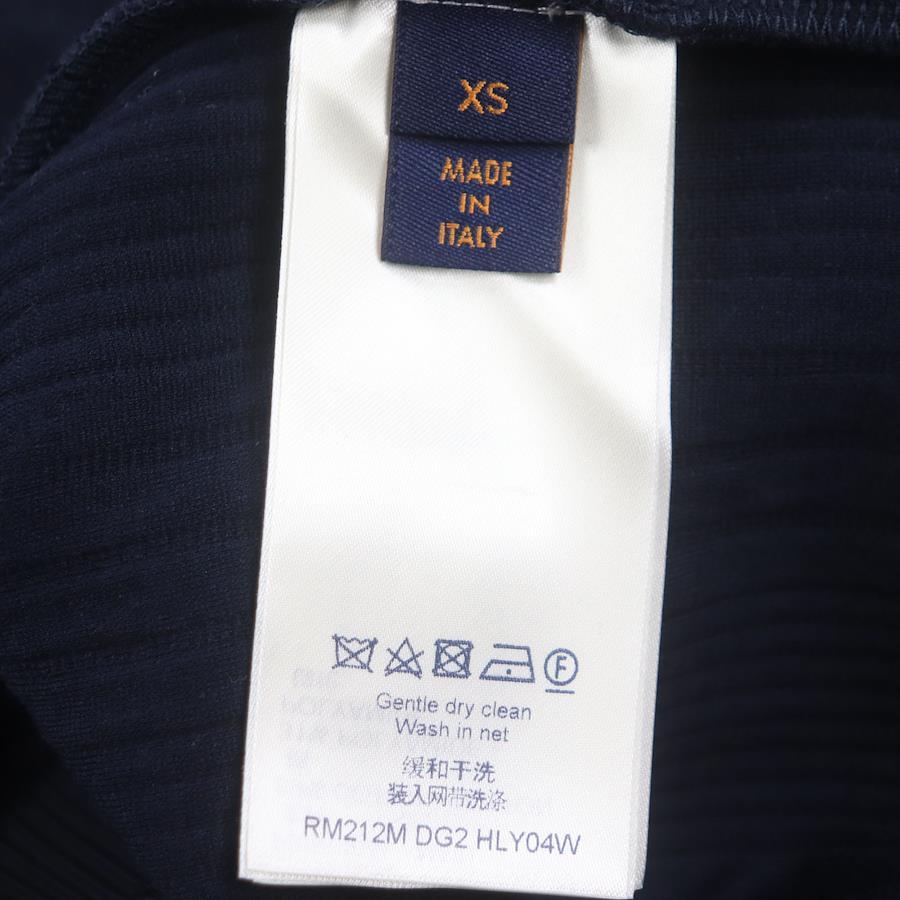 XS
MADE
IN
ITALY
F
Gentle dry clean
Wash in net
缓和干洗
装入网带洗涤
RM212M DG2 HLY04W